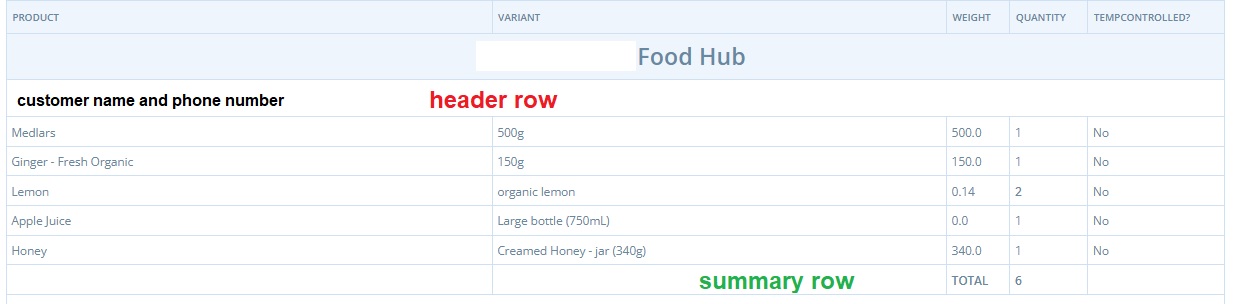 PRODUCT VARIANT WEIGHT QUANTITY TEMPCONTROLLED?
Food Hub
customer name and phone number header row
Medlars 500g 500.0 1 No
Ginger - Fresh Organic 150g 150.0 1 No
Lemon organic lemon 0.14 2 No
Apple Juice Large bottle (750mL) 0.0 1 No
Honey Creamed Honey - jar (340g) 340.0 1 No
summary row TOTAL 6